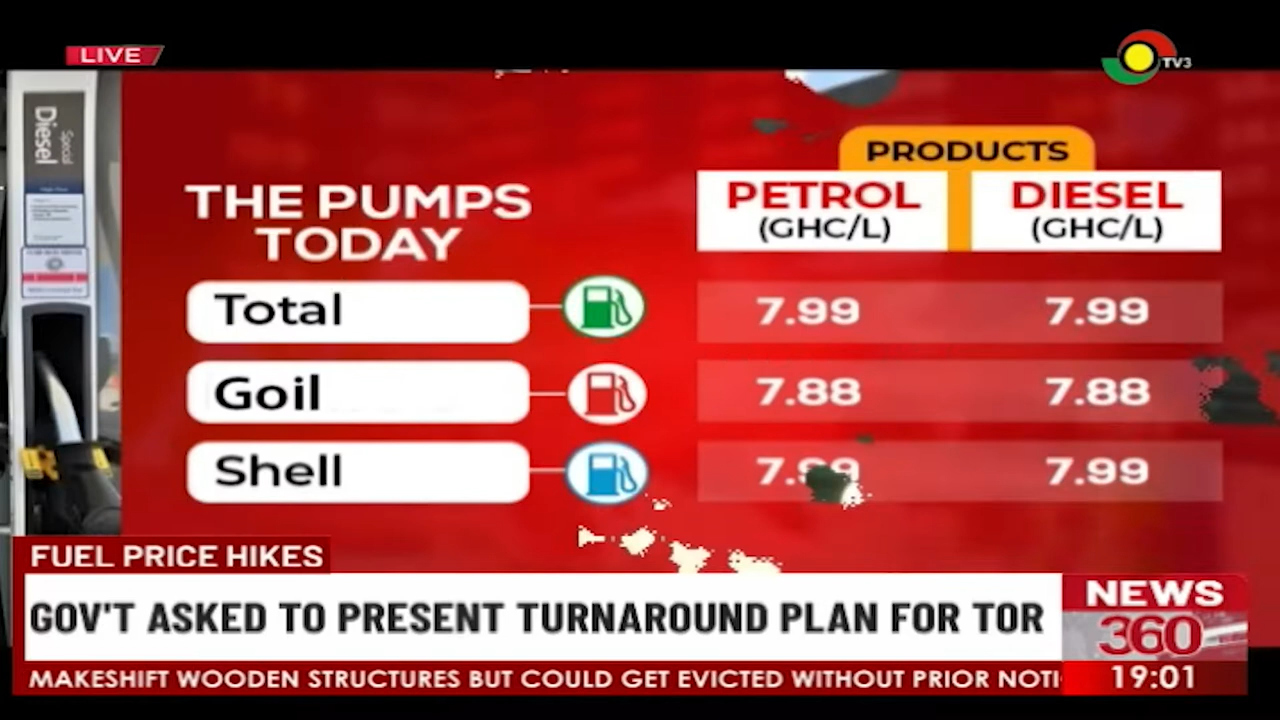 LIVE
TV3
Special
Diesel
PRODUCTS
THE PUMPS
TODAY
PETROL
(GHC/L)
DIESEL
(GHC/L)
Total
7.99
7.99
Goil
7.88
7.88
Shell
7.99
FUEL PRICE HIKES
GOV'T ASKED TO PRESENT TURNAROUND PLAN FOR TOR
NEWS
360
MAKESHIFT WOODEN STRUCTURES BUT COULD GET EVICTED WITHOUT PRIOR NOTI
19:01